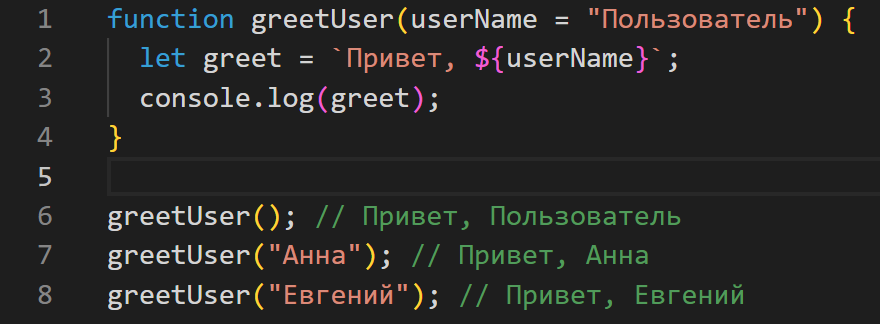 1 function greetUser(userName = "Пользователь") {
2 let greet = `Привет, ${userName}`;
3 console.log(greet);
4 }
5
6 greetUser(); // Привет, Пользователь
7 greetUser("Анна"); // Привет, Анна
8 greetUser("Евгений"); // Привет, Евгений